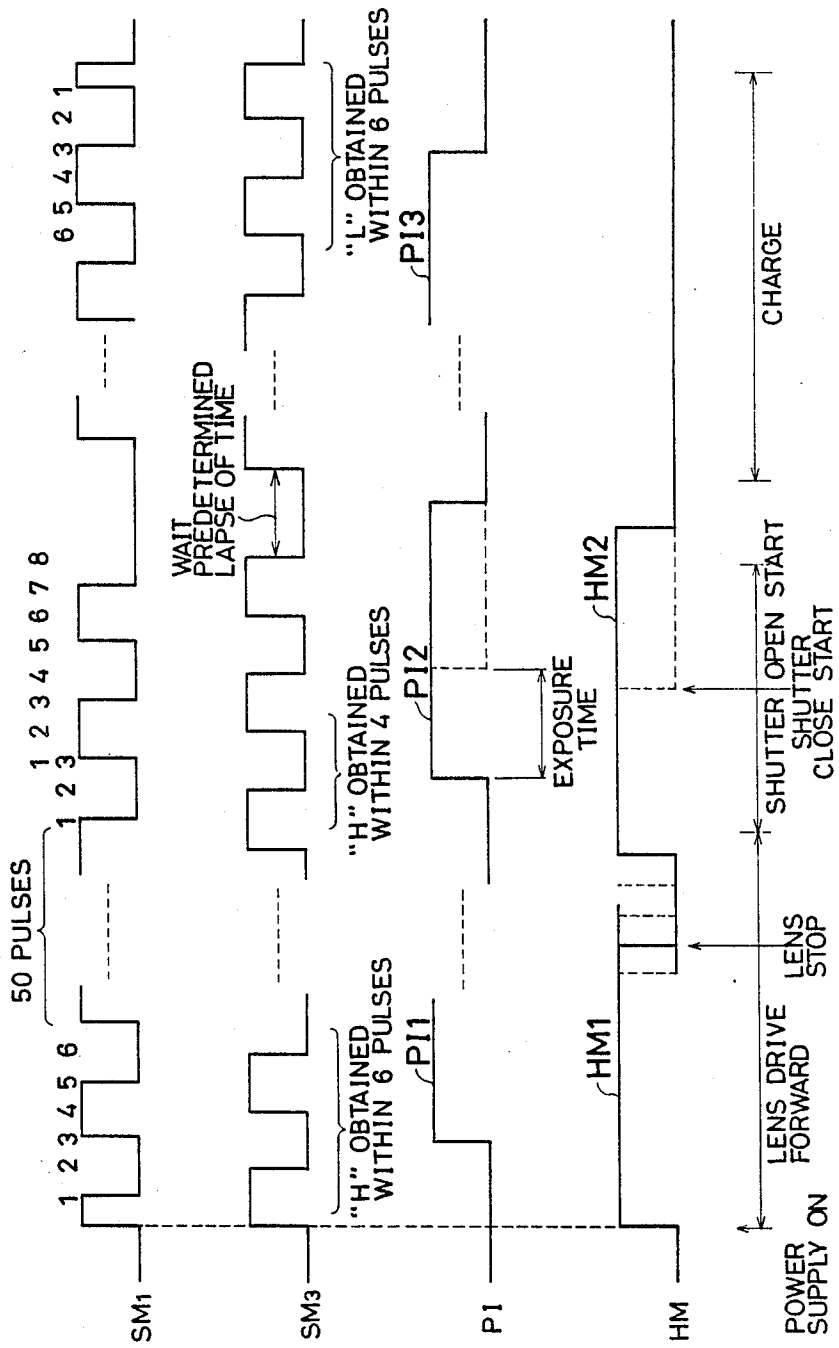 50 PULSES
1 2 3 4 5 6
1 2 3
1 2 3 4 5 6 7 8
6 5 4 3 2 1
SM1
WAIT
PREDETERMINED
LAPSE OF TIME
SM3
"H" OBTAINED
WITHIN 6 PULSES
"H" OBTAINED
WITHIN 4 PULSES
"L" OBTAINED
WITHIN 6 PULSES
PI1
PI2
PI3
PI
EXPOSURE
TIME
HM1
HM2
HM
LENS DRIVE
FORWARD
SHUTTER OPEN START
CHARGE
POWER
SUPPLY ON
LENS
STOP
SHUTTER
CLOSE START